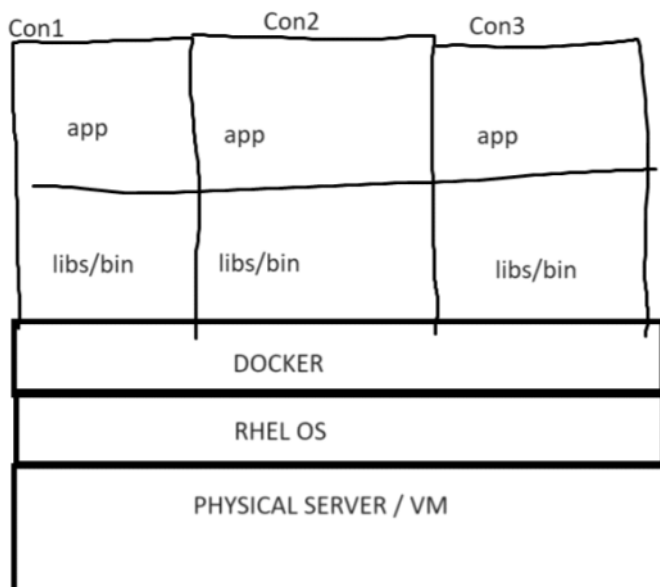 Con1 Con2 Con3
app app app
libs/bin libs/bin libs/bin
DOCKER
RHEL OS
PHYSICAL SERVER / VM